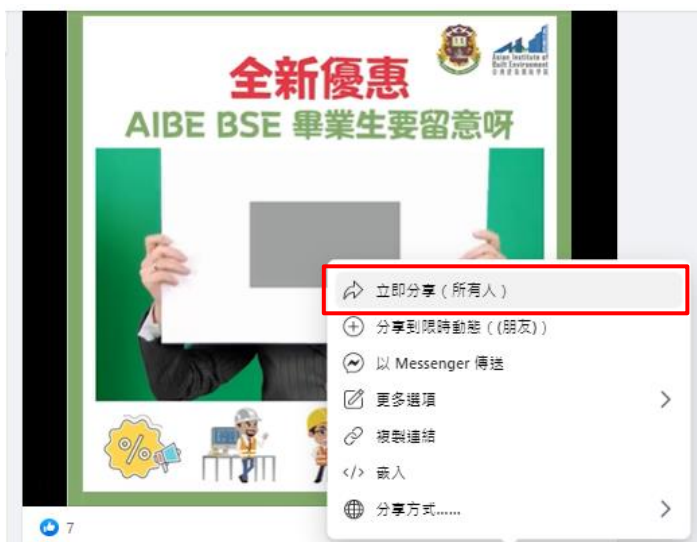 Asian Institute of
Built Environment
全新優惠
AIBE BSE 畢業生要留意呀
立即分享（所有人）
分享到限時動態（(朋友)）
以 Messenger 傳送
更多選項
複製連結
</> 嵌入
分享方式......
%
7